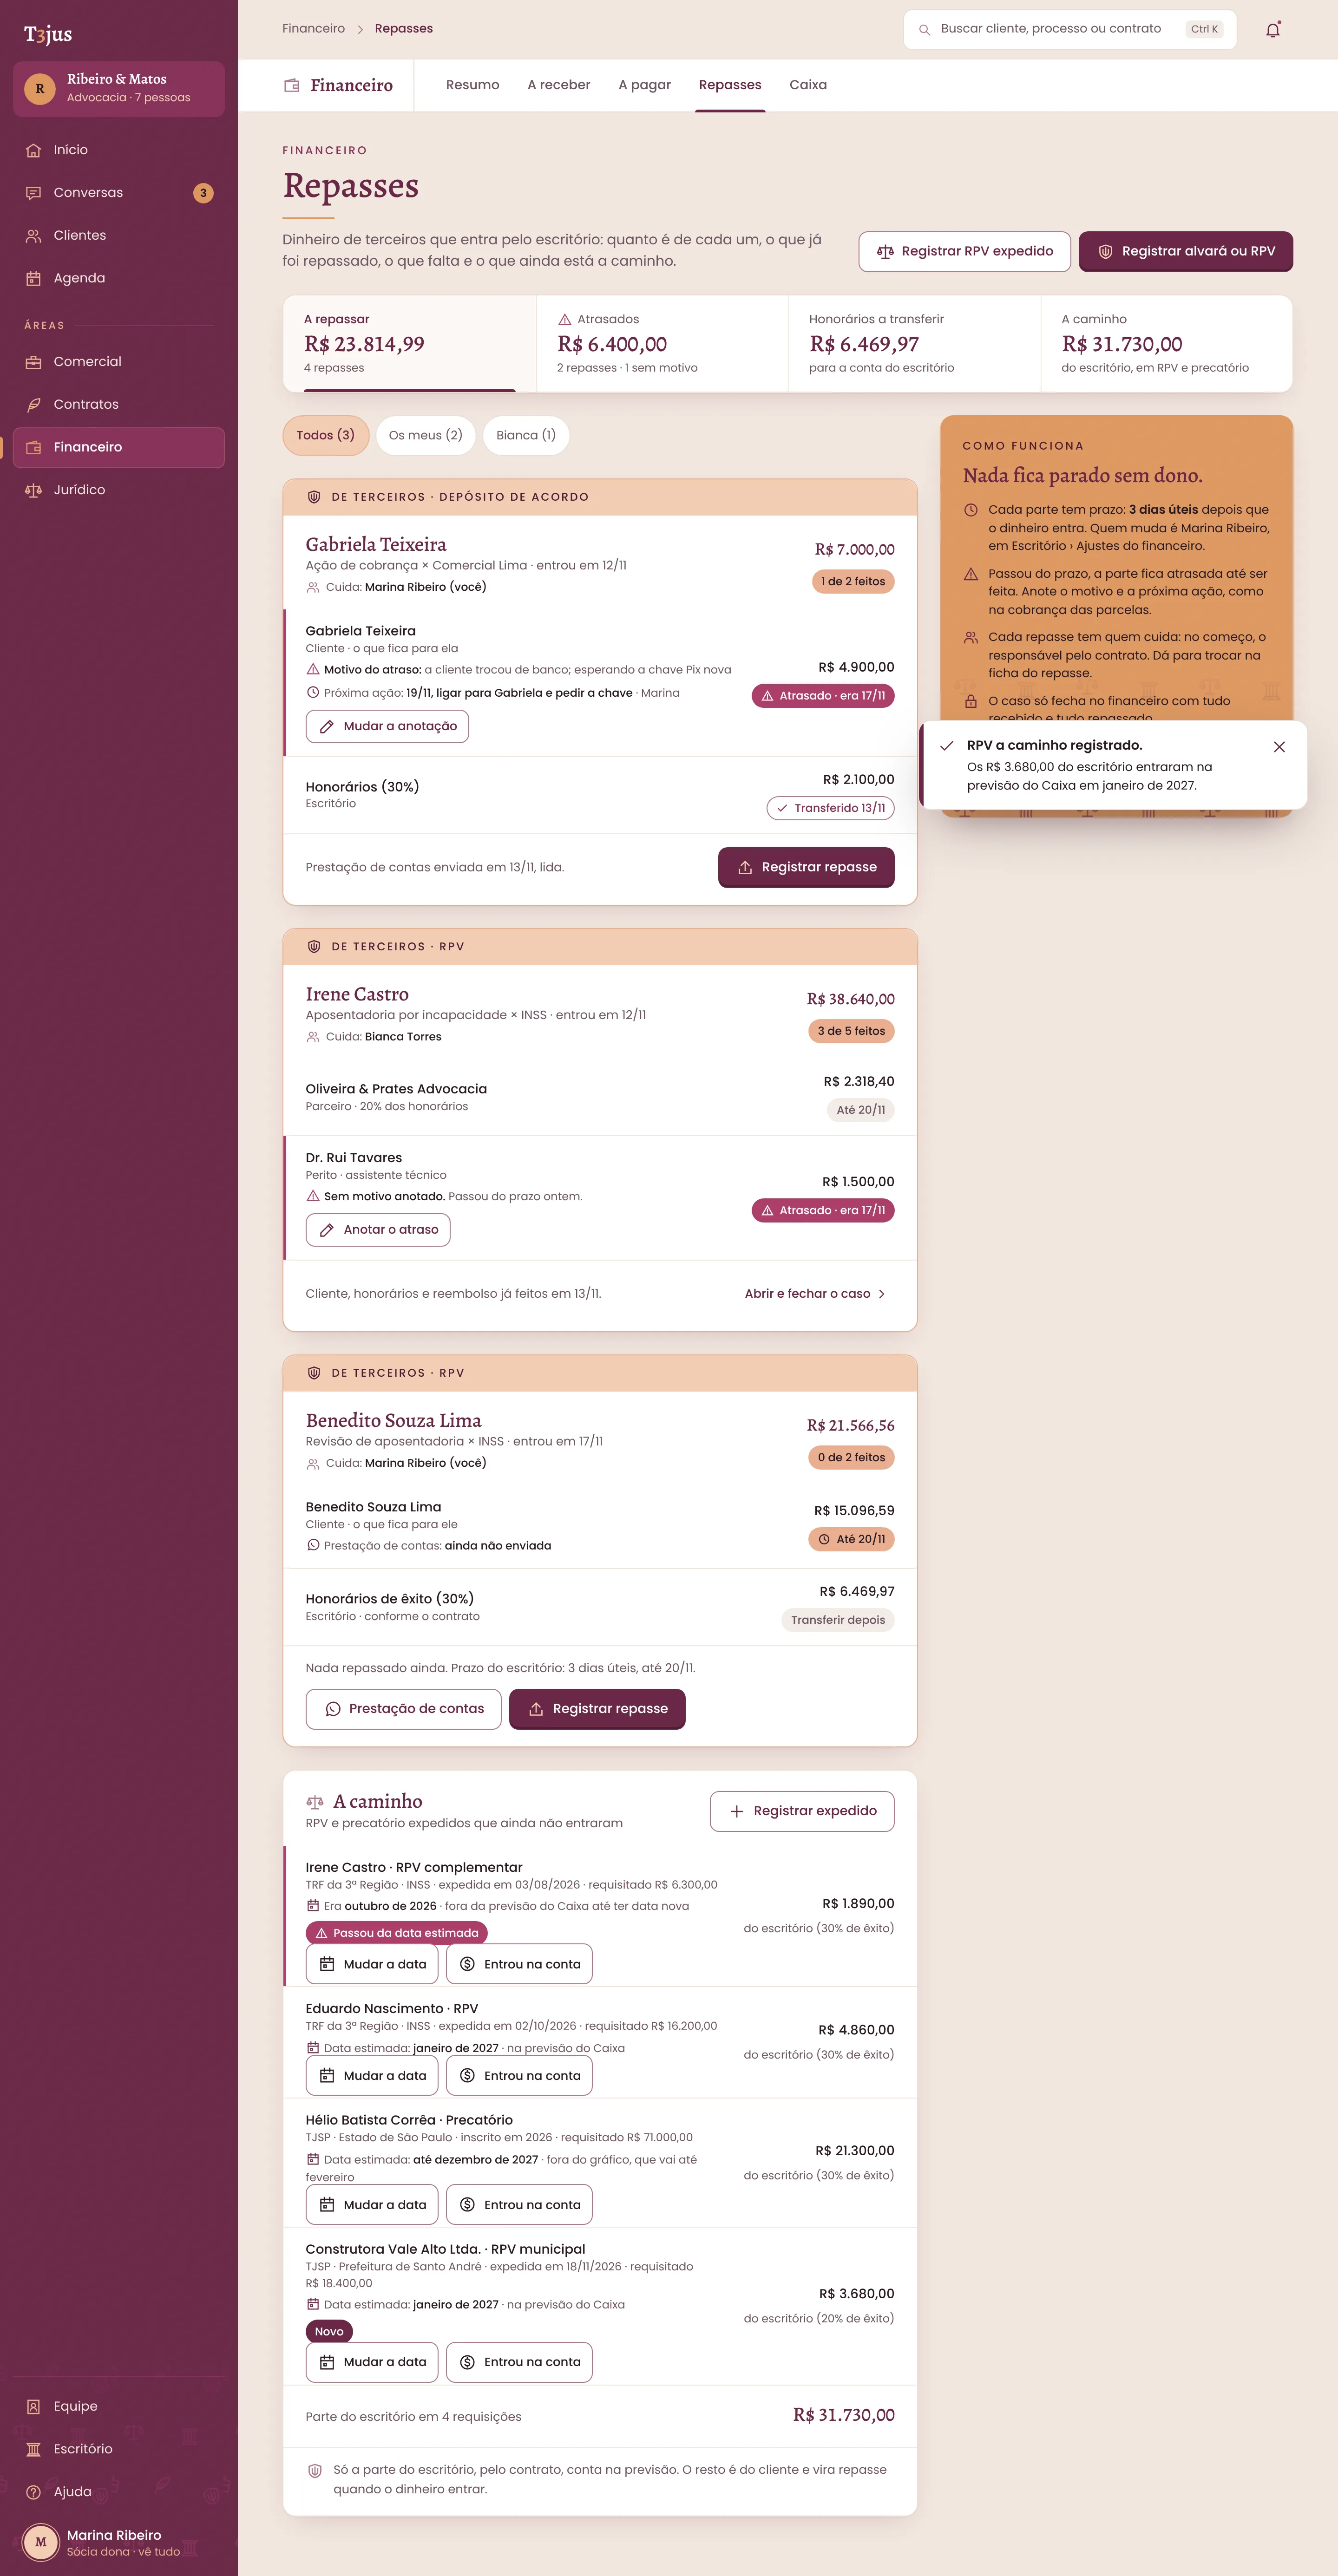 T3jus
R
Ribeiro & Matos
Advocacia · 7 pessoas
Início
Conversas
3
Clientes
Agenda
ÁREAS
Comercial
Contratos
Financeiro
Jurídico
Equipe
Escritório
Ajuda
M
Marina Ribeiro
Sócia dona · vê tudo
Financeiro
Repasses
Buscar cliente, processo ou contrato
Ctrl K
Financeiro
Resumo
A receber
A pagar
Repasses
Caixa
FINANCEIRO
Repasses
Dinheiro de terceiros que entra pelo escritório: quanto é de cada um, o que já
foi repassado, o que falta e o que ainda está a caminho.
Registrar RPV expedido
Registrar alvará ou RPV
A repassar
R$ 23.814,99
4 repasses
Atrasados
R$ 6.400,00
2 repasses · 1 sem motivo
Honorários a transferir
R$ 6.469,97
para a conta do escritório
A caminho
R$ 31.730,00
do escritório, em RPV e precatório
Todos (3)
Os meus (2)
Bianca (1)
DE TERCEIROS · DEPÓSITO DE ACORDO
Gabriela Teixeira
Ação de cobrança × Comercial Lima · entrou em 12/11
Cuida: Marina Ribeiro (você)
R$ 7.000,00
1 de 2 feitos
Gabriela Teixeira
Cliente · o que fica para ela
Motivo do atraso: a cliente trocou de banco; esperando a chave Pix nova
Próxima ação: 19/11, ligar para Gabriela e pedir a chave · Marina
Mudar a anotação
R$ 4.900,00
Atrasado · era 17/11
Honorários (30%)
Escritório
R$ 2.100,00
Transferido 13/11
Prestação de contas enviada em 13/11, lida.
Registrar repasse
DE TERCEIROS · RPV
Irene Castro
Aposentadoria por incapacidade × INSS · entrou em 12/11
Cuida: Bianca Torres
R$ 38.640,00
3 de 5 feitos
Oliveira & Prates Advocacia
Parceiro · 20% dos honorários
R$ 2.318,40
Até 20/11
Dr. Rui Tavares
Perito · assistente técnico
Sem motivo anotado. Passou do prazo ontem.
Anotar o atraso
R$ 1.500,00
Atrasado · era 17/11
Cliente, honorários e reembolso já feitos em 13/11.
Abrir e fechar o caso
DE TERCEIROS · RPV
Benedito Souza Lima
Revisão de aposentadoria × INSS · entrou em 17/11
Cuida: Marina Ribeiro (você)
R$ 21.566,56
0 de 2 feitos
Benedito Souza Lima
Cliente · o que fica para ele
Prestação de contas: ainda não enviada
R$ 15.096,59
Até 20/11
Honorários de êxito (30%)
Escritório · conforme o contrato
R$ 6.469,97
Transferir depois
Nada repassado ainda. Prazo do escritório: 3 dias úteis, até 20/11.
Prestação de contas
Registrar repasse
A caminho
RPV e precatório expedidos que ainda não entraram
Registrar expedido
Irene Castro · RPV complementar
TRF da 3ª Região · INSS · expedida em 03/08/2026 · requisitado R$ 6.300,00
Era outubro de 2026 · fora da previsão do Caixa até ter data nova
Passou da data estimada
Mudar a data
Entrou na conta
R$ 1.890,00
do escritório (30% de êxito)
Eduardo Nascimento · RPV
TRF da 3ª Região · INSS · expedida em 02/10/2026 · requisitado R$ 16.200,00
Data estimada: janeiro de 2027 · na previsão do Caixa
Mudar a data
Entrou na conta
R$ 4.860,00
do escritório (30% de êxito)
Hélio Batista Corrêa · Precatório
TJSP · Estado de São Paulo · inscrito em 2026 · requisitado R$ 71.000,00
Data estimada: até dezembro de 2027 · fora do gráfico, que vai até
fevereiro
Mudar a data
Entrou na conta
R$ 21.300,00
do escritório (30% de êxito)
Construtora Vale Alto Ltda. · RPV municipal
TJSP · Prefeitura de Santo André · expedida em 18/11/2026 · requisitado
R$ 18.400,00
Data estimada: janeiro de 2027 · na previsão do Caixa
Novo
Mudar a data
Entrou na conta
R$ 3.680,00
do escritório (20% de êxito)
Parte do escritório em 4 requisições
R$ 31.730,00
Só a parte do escritório, pelo contrato, conta na previsão. O resto é do cliente e vira repasse
quando o dinheiro entrar.
COMO FUNCIONA
Nada fica parado sem dono.
Cada parte tem prazo: 3 dias úteis depois que
o dinheiro entra. Quem muda é Marina Ribeiro,
em Escritório › Ajustes do financeiro.
Passou do prazo, a parte fica atrasada até ser
feita. Anote o motivo e a próxima ação, como
na cobrança das parcelas.
Cada repasse tem quem cuida: no começo, o
responsável pelo contrato. Dá para trocar na
ficha do repasse.
O caso só fecha no financeiro com tudo
recebido e tudo repassado
RPV a caminho registrado.
Os R$ 3.680,00 do escritório entraram na
previsão do Caixa em janeiro de 2027.